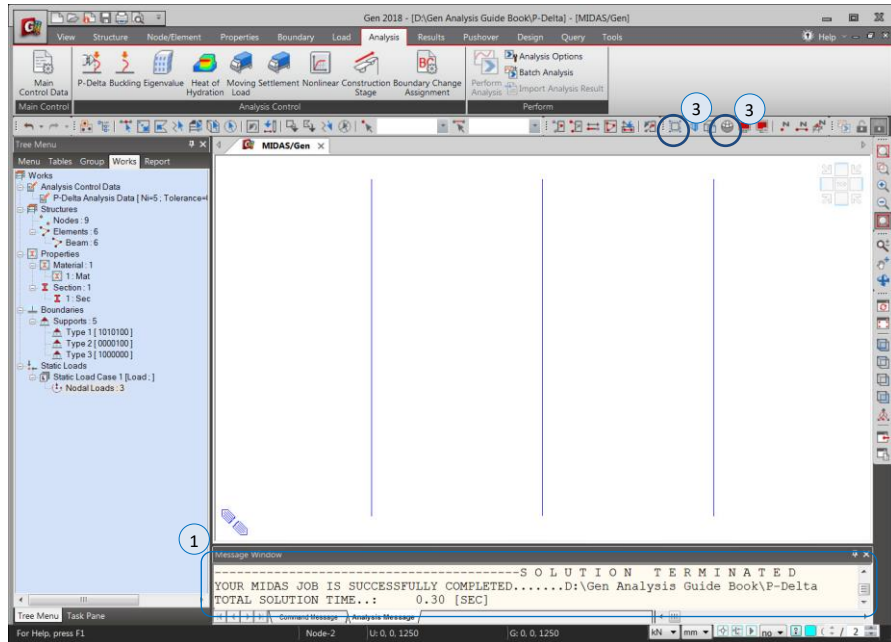 Gen 2018 - [D:\Gen Analysis Guide Book\P-Delta] - [MIDAS/Gen]
View Structure Node/Element Properties Boundary Load Analysis Results Pushover Design Query Tools Help
Main Control Data
P-Delta Buckling Eigenvalue Heat of Hydration Moving Load Settlement Nonlinear Construction Stage Boundary Change Assignment
Perform Analysis
Analysis Options
Batch Analysis
Import Analysis Result
Main Control Analysis Control Perform
3 3
Tree Menu
MIDAS/Gen
Menu Tables Group Works Report
Works
Analysis Control Data
P-Delta Analysis Data [ Ni=5 ; Tolerance=
Structures
Nodes : 9
Elements : 6
Beam : 6
Properties
Material : 1
1 : Mat
Section : 1
1 : Sec
Boundaries
Supports : 5
Type 1 [ 1010100 ]
Type 2 [ 0000100 ]
Type 3 [ 1000000 ]
Static Loads
Static Load Case 1 [Load ; ]
Nodal Loads : 3
1
Message Window
SOLUTION TERMINATED
YOUR MIDAS JOB IS SUCCESSFULLY COMPLETED.......D:\Gen Analysis Guide Book\P-Delta
TOTAL SOLUTION TIME..: 0.30 [SEC]
Tree Menu Task Pane
Command Message Analysis Message
For Help, press F1 Node-2 U: 0, 0, 1250 G: 0, 0, 1250 kN mm no 2